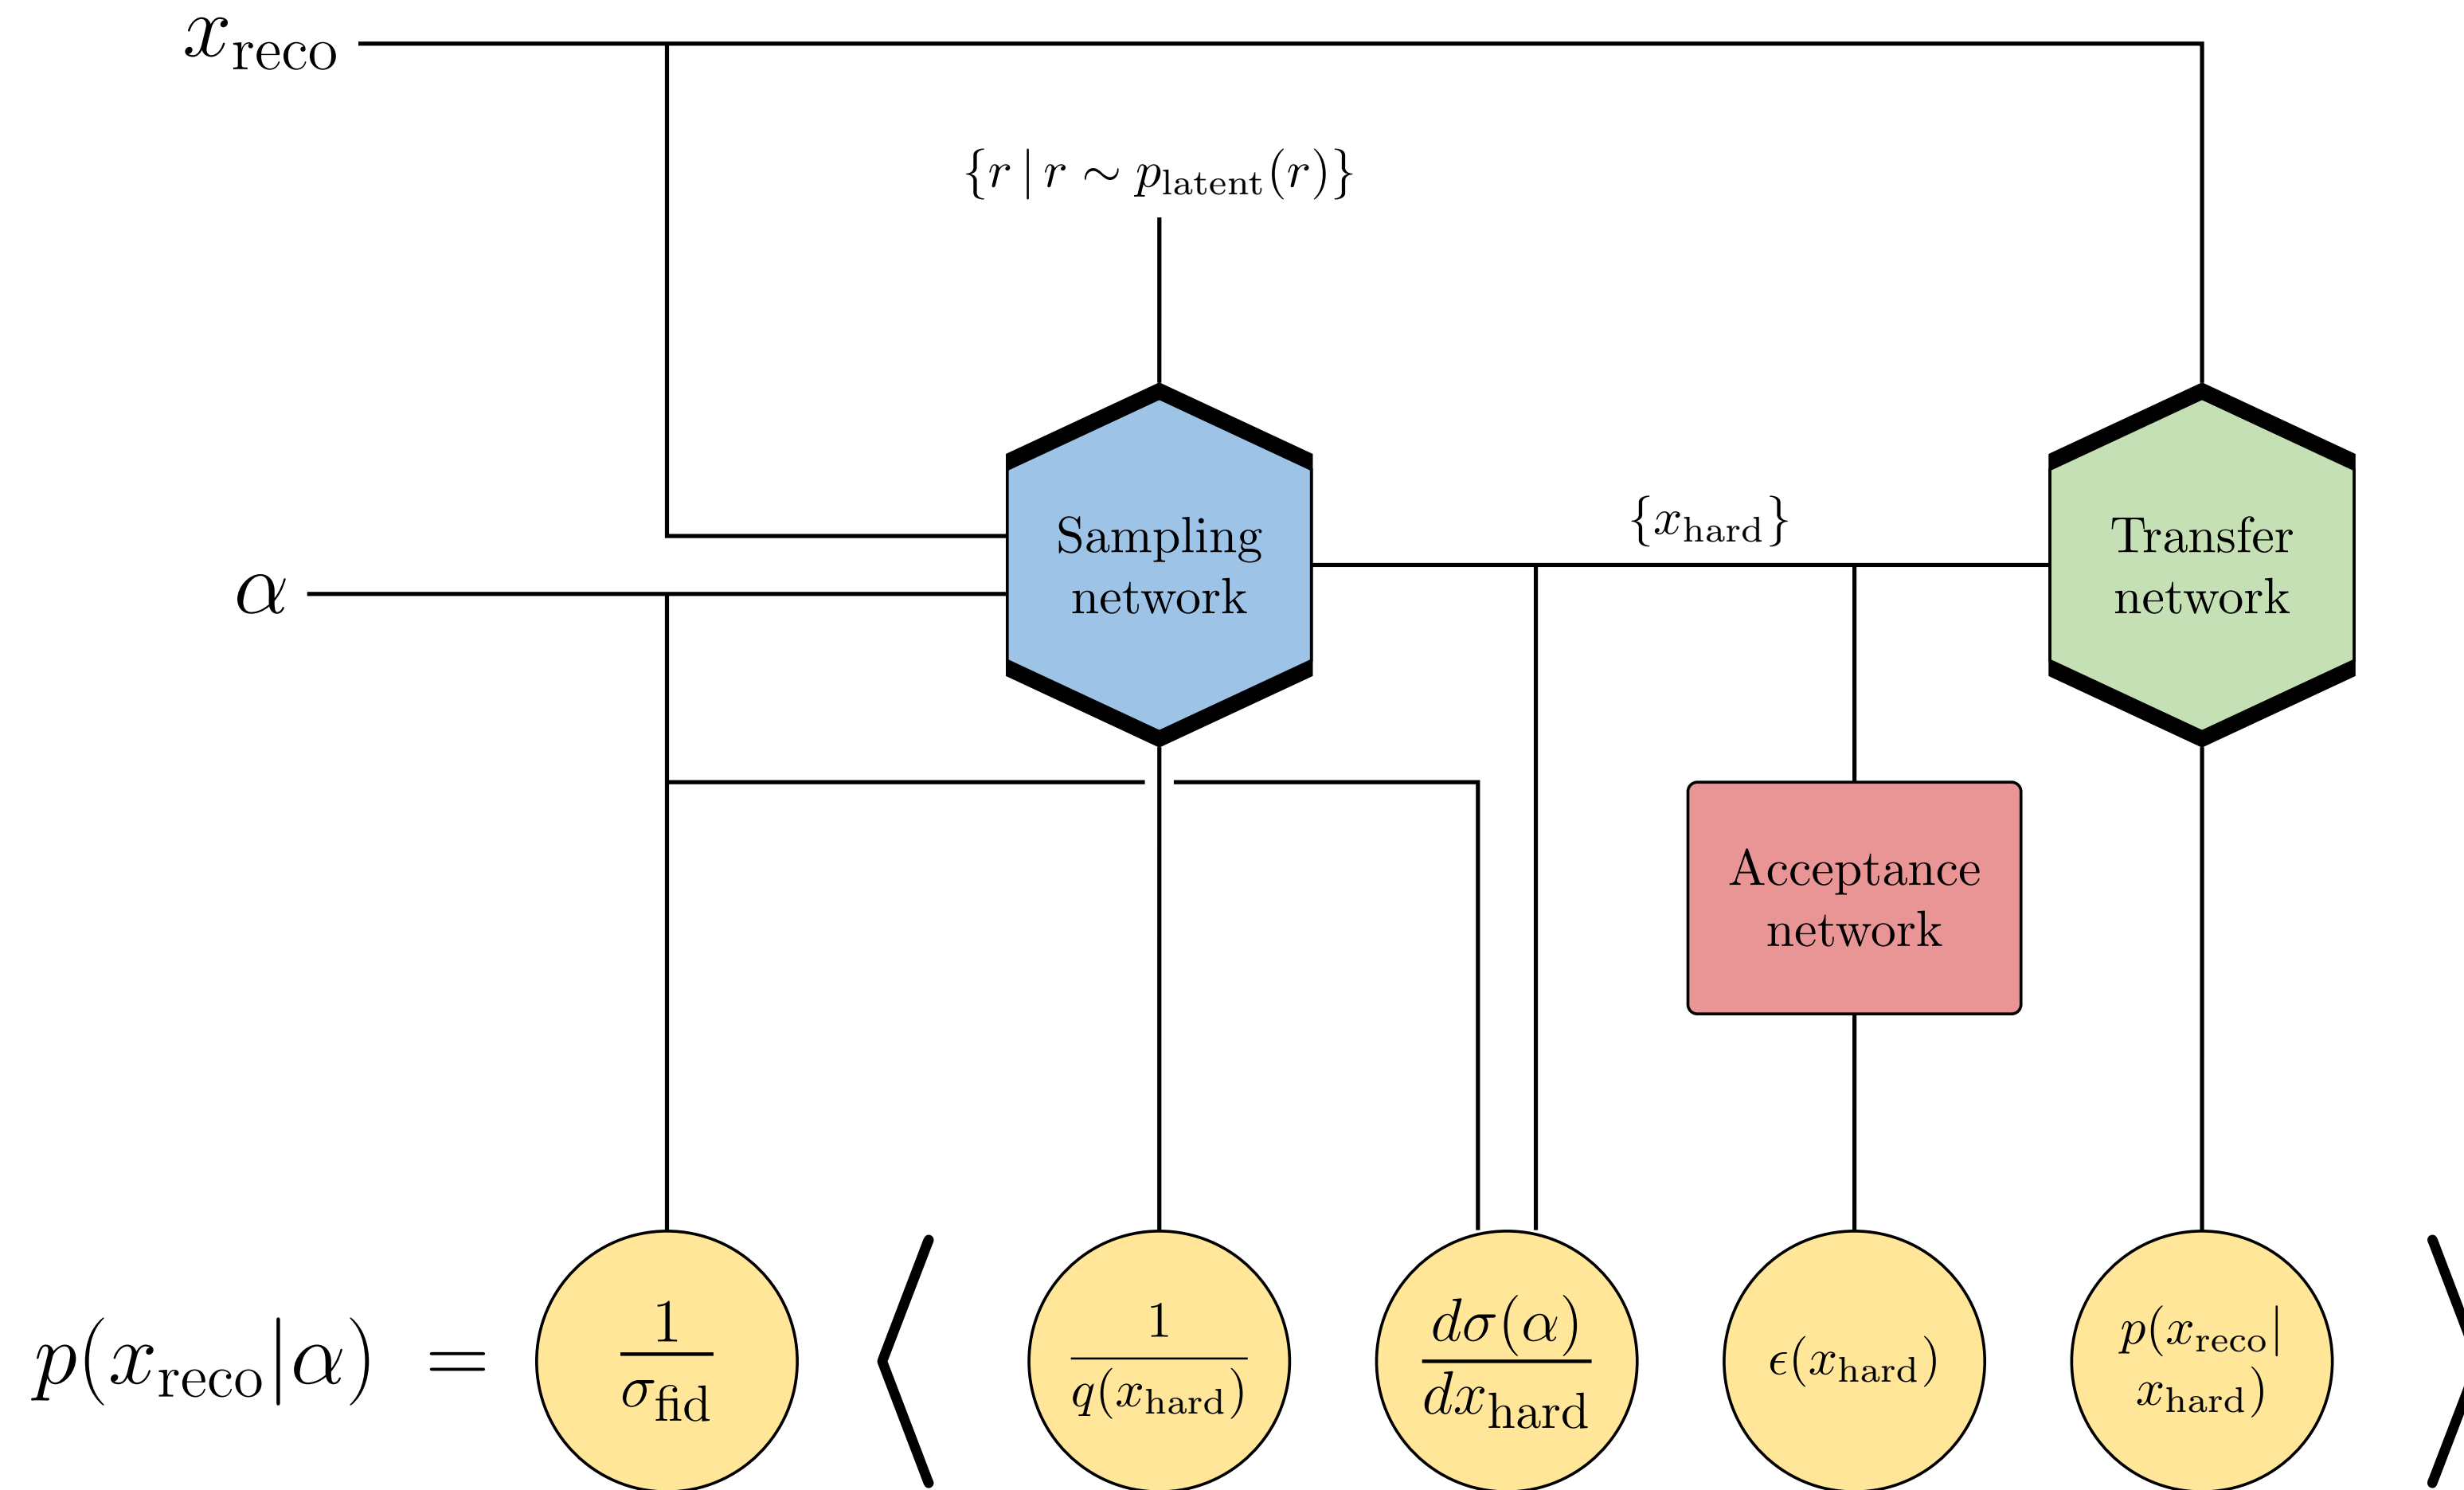 x_reco
{r | r ∼ p_latent(r)}
{x_hard}
Sampling
network
Transfer
network
α
Acceptance
network
p(x_reco|α) = 1/σ_fid ⟨ 1/q(x_hard) dσ(α)/dx_hard ϵ(x_hard) p(x_reco| x_hard) ⟩